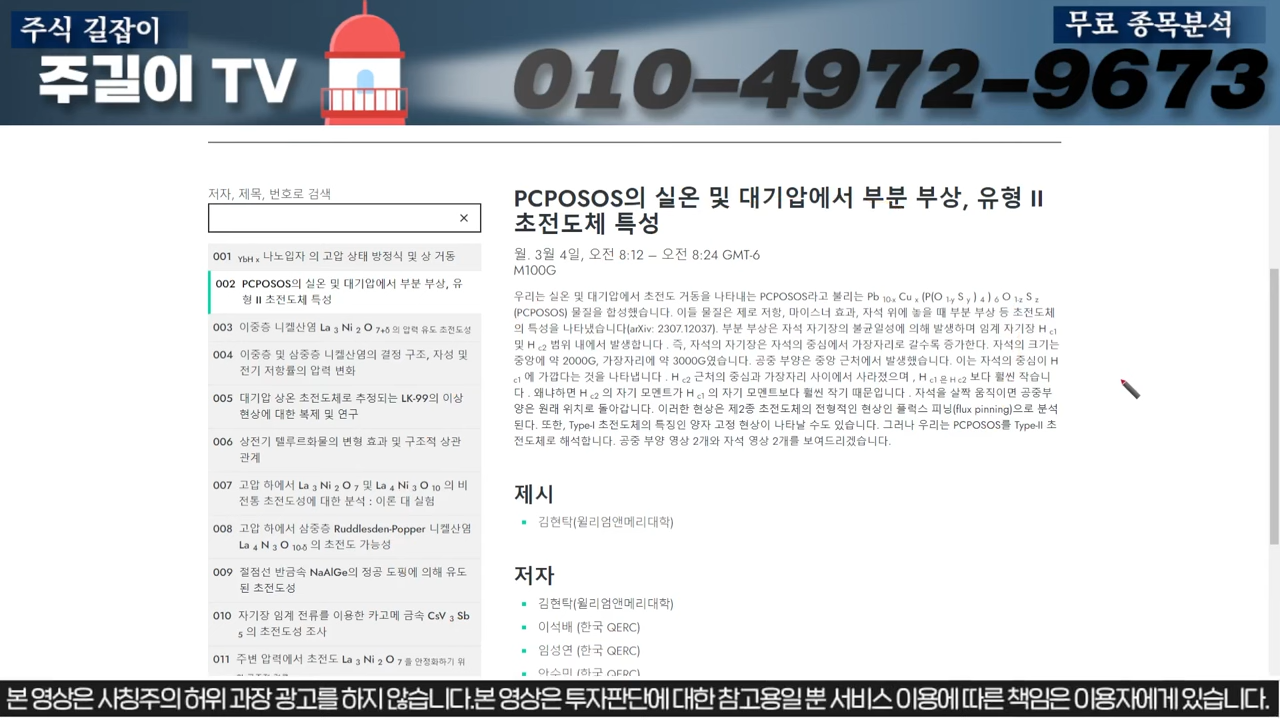 주식 길잡이
주길이 TV
무료 종목분석
010-4972-9673
저자, 제목, 번호로 검색
×
001 YbH x 나노입자 의 고압 상태 방정식 및 상 거동
002 PCPOSOS의 실온 및 대기압에서 부분 부상, 유
형 II 초전도체 특성
003 이중층 니켈산염 La 3 Ni 2 O 7+δ 의 압력 유도 초전도성
004 이중층 및 삼중층 니켈산염의 결정 구조, 자성 및
전기 저항률의 압력 변화
005 대기압 상온 초전도체로 추정되는 LK-99의 이상
현상에 대한 복제 및 연구
006 상전기 텔루르화물의 변형 효과 및 구조적 상관
관계
007 고압 하에서 La 3 Ni 2 O 7 및 La 4 Ni 3 O 10 의 비
전통 초전도성에 대한 분석 : 이론 대 실험
008 고압 하에서 삼중층 Ruddlesden-Popper 니켈산염
La 4 N 3 O 10-δ 의 초전도 가능성
009 절점선 반금속 NaAlGe의 정공 도핑에 의해 유도
된 초전도성
010 자기장 임계 전류를 이용한 카고메 금속 CsV 3 Sb
5 의 초전도성 조사
011 주변 압력에서 초전도 La 3 Ni 2 O 7 을 안정화하기 위
PCPOSOS의 실온 및 대기압에서 부분 부상, 유형 II
초전도체 특성
월. 3월 4일, 오전 8:12 – 오전 8:24 GMT-6
M100G
우리는 실온 및 대기압에서 초전도 거동을 나타내는 PCPOSOS라고 불리는 Pb 10-x Cu x (P(O 1-y S y ) 4 ) 6 O 1-z S z
(PCPOSOS) 물질을 합성했습니다. 이들 물질은 제로 저항, 마이스너 효과, 자석 위에 놓을 때 부분 부상 등 초전도체
의 특성을 나타냈습니다(arXiv: 2307.12037). 부분 부상은 자석 자기장의 불균일성에 의해 발생하며 임계 자기장 H c1
및 H c2 범위 내에서 발생합니다 . 즉, 자석의 자기장은 자석의 중심에서 가장자리로 갈수록 증가한다. 자석의 크기는
중앙에 약 2000G, 가장자리에 약 3000G였습니다. 공중 부양은 중앙 근처에서 발생했습니다. 이는 자석의 중심이 H
c1 에 가깝다는 것을 나타냅니다 . H c2 근처의 중심과 가장자리 사이에서 사라졌으며 , H c1 은 H c2 보다 훨씬 작습니
다 . 왜냐하면 H c2 의 자기 모멘트가 H c1 의 자기 모멘트보다 훨씬 작기 때문입니다 . 자석을 살짝 움직이면 공중부
양은 원래 위치로 돌아갑니다. 이러한 현상은 제2종 초전도체의 전형적인 현상인 플럭스 피닝(flux pinning)으로 분석
된다. 또한, Type-I 초전도체의 특징인 양자 고정 현상이 나타날 수도 있습니다. 그러나 우리는 PCPOSOS를 Type-II 초
전도체로 해석합니다. 공중 부양 영상 2개와 자석 영상 2개를 보여드리겠습니다.
제시
김현탁(윌리엄앤메리대학)
저자
김현탁(윌리엄앤메리대학)
이석배 (한국 QERC)
임성연 (한국 QERC)
안수민 (한국 QERC)
본 영상은 사칭주의 허위 과장 광고를 하지 않습니다.본 영상은 투자판단에 대한 참고용일 뿐 서비스 이용에 따른 책임은 이용자에게 있습니다.